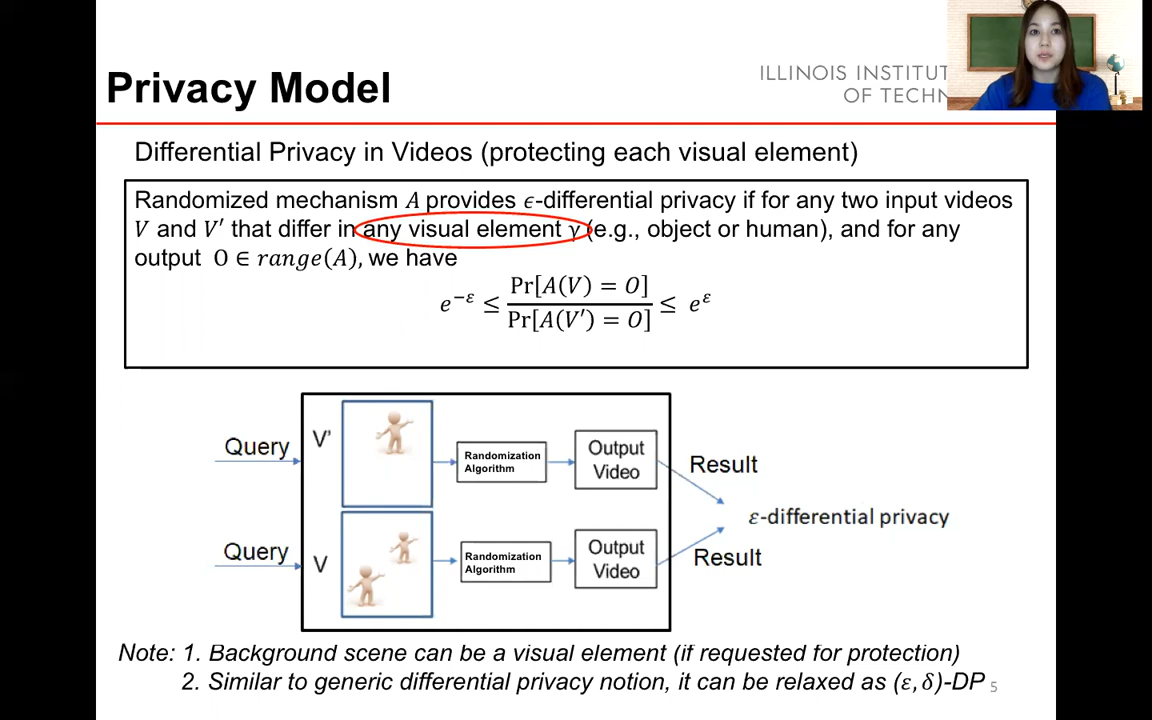 ILLINOIS INSTITUT
OF TECHN
Privacy Model
Differential Privacy in Videos (protecting each visual element)
Randomized mechanism A provides ϵ-differential privacy if for any two input videos
V and V′ that differ in any visual element γ (e.g., object or human), and for any
output O ∈ range(A), we have
e^{−ε} ≤ Pr[A(V) = O] / Pr[A(V′) = O] ≤ e^{ε}
Query
V'
Randomization
Algorithm
Output
Video
Result
ε-differential privacy
Query
V
Randomization
Algorithm
Output
Video
Result
Note: 1. Background scene can be a visual element (if requested for protection)
2. Similar to generic differential privacy notion, it can be relaxed as (ε, δ)-DP
5